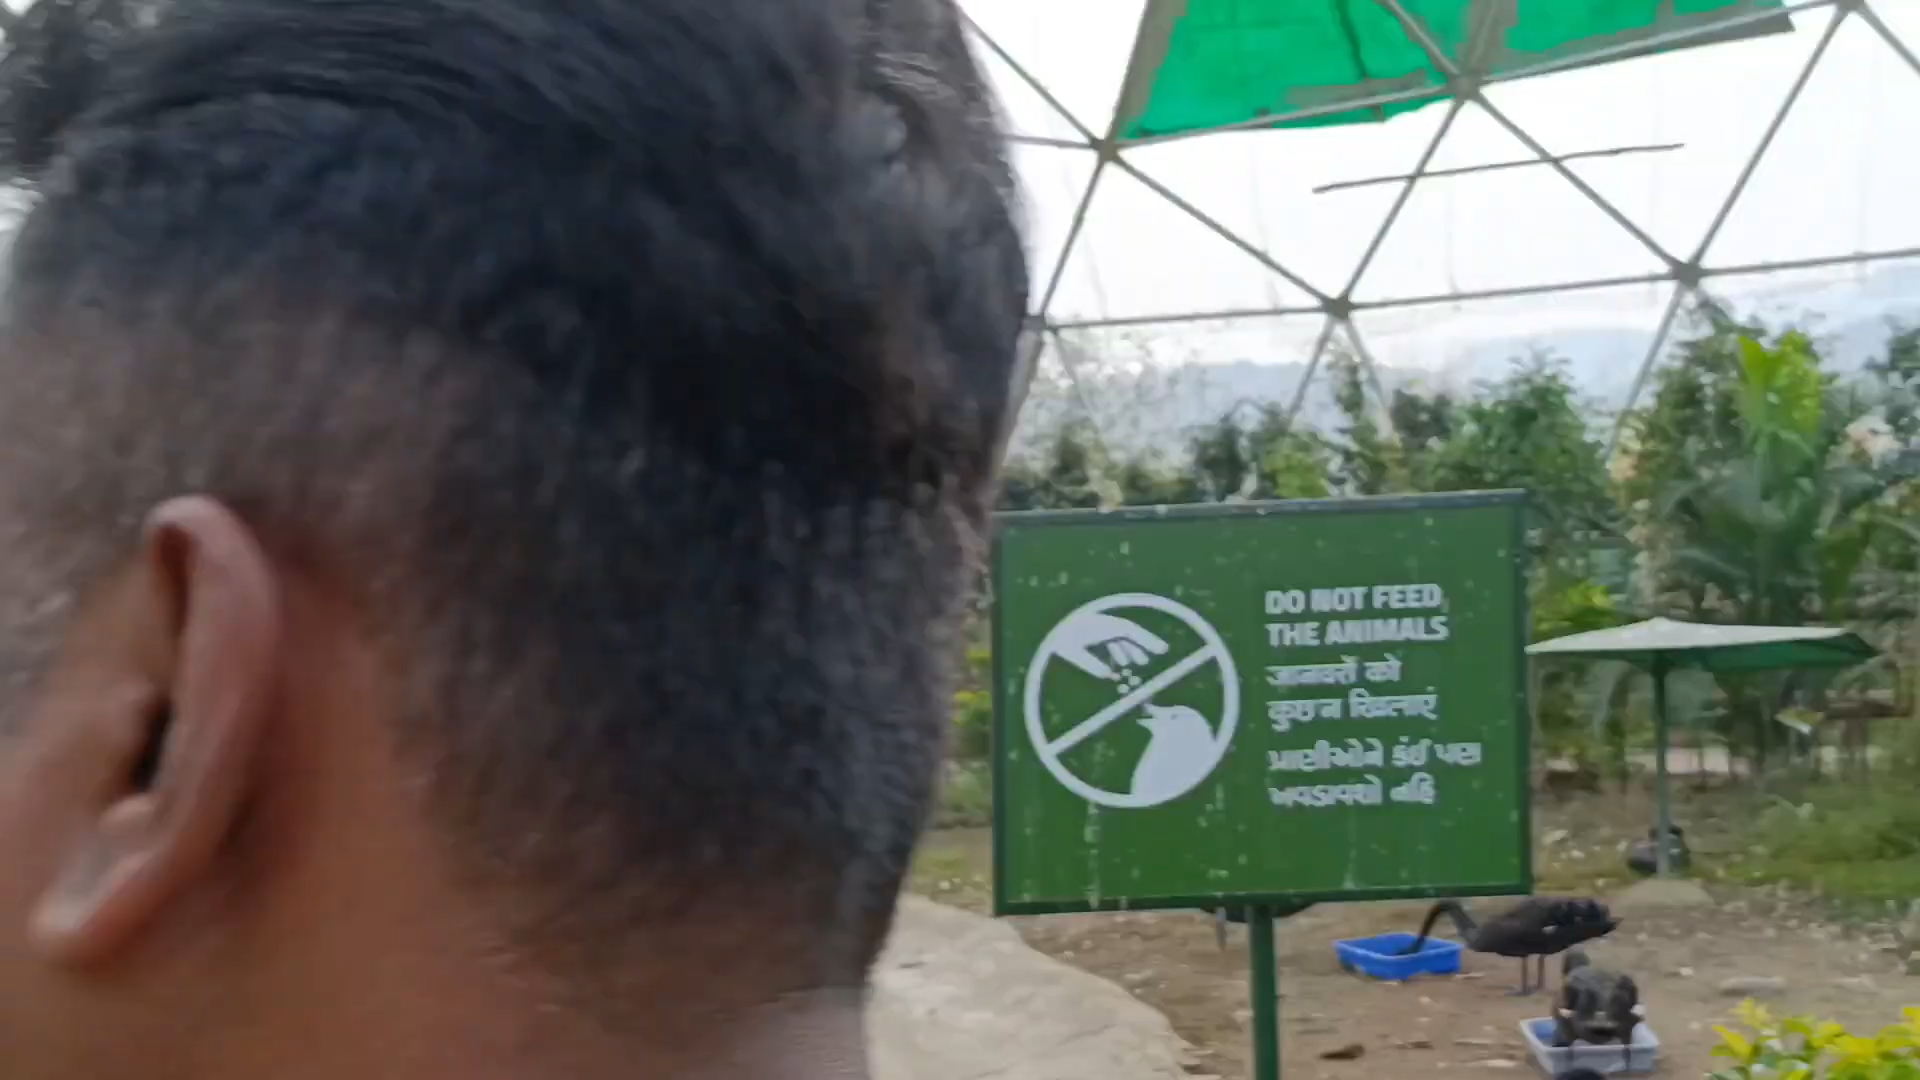 DO NOT FEED
THE ANIMALS
जानवरों को
कुछ न खिलाएं
પ્રાણીઓને કંઈ પણ
ખવડાવશો નહિ